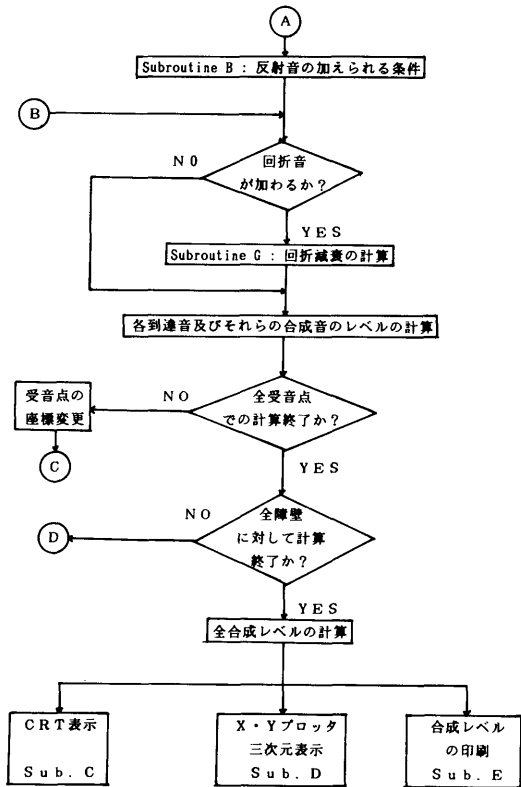 A
Subroutine B : 反射音の加えられる条件
B
NO
回折音
が加わるか？
YES
Subroutine G : 回折減衰の計算
各到達音及びそれらの合成音のレベルの計算
受音点の
座標変更
NO
全受音点
での計算終了か？
C
YES
NO
全障壁
に対して計算
終了か？
D
YES
全合成レベルの計算
CRT表示
Sub. C
X・Yプロッタ
三次元表示
Sub. D
合成レベル
の印刷
Sub. E